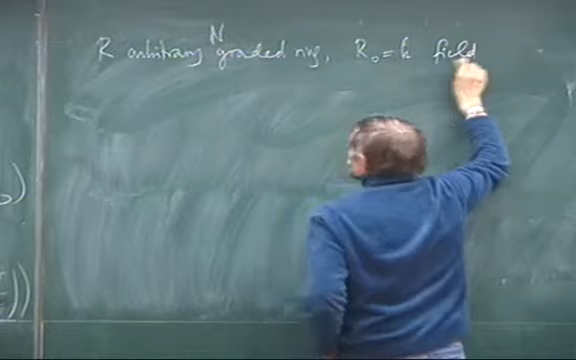 R arbitrary N graded ring, R₀ = k field
)
))